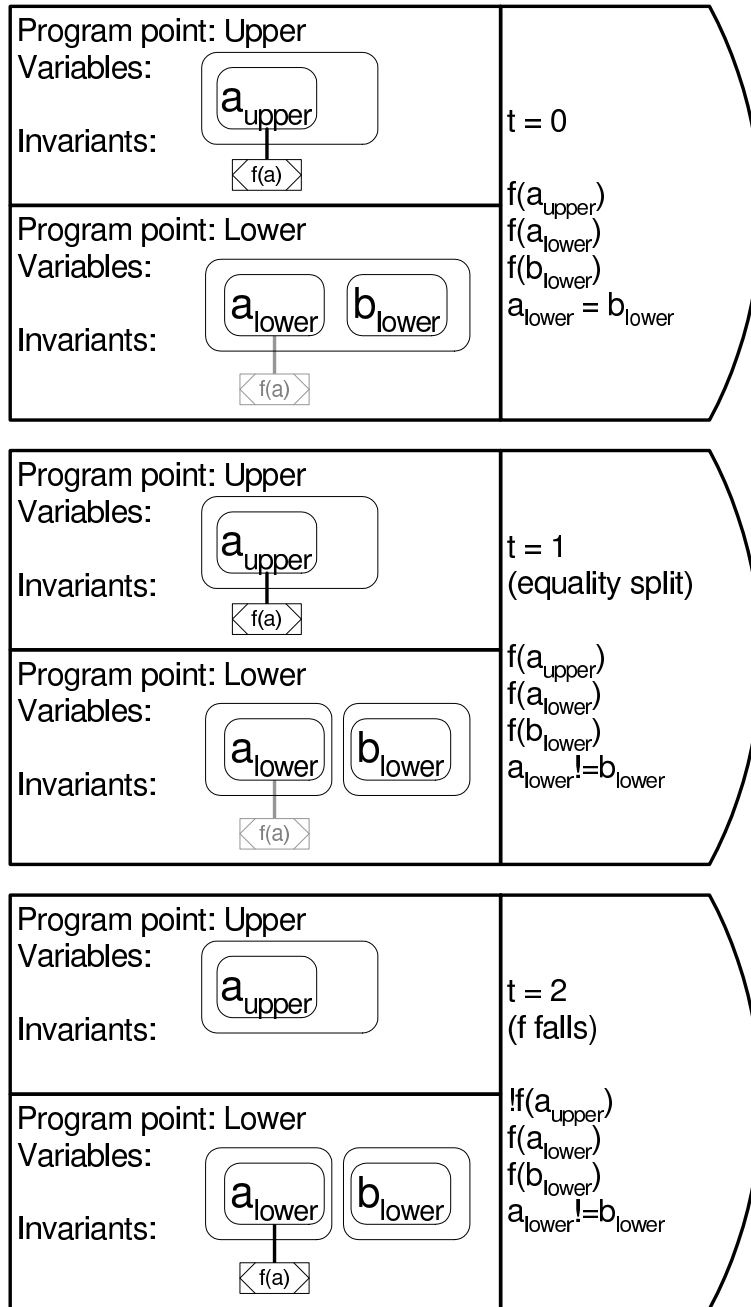 Program point: Upper
Variables:
a_upper
Invariants:
f(a)
Program point: Lower
Variables:
a_lower b_lower
Invariants:
f(a)
t = 0
f(a_upper)
f(a_lower)
f(b_lower)
a_lower = b_lower
Program point: Upper
Variables:
a_upper
Invariants:
f(a)
Program point: Lower
Variables:
a_lower b_lower
Invariants:
f(a)
t = 1
(equality split)
f(a_upper)
f(a_lower)
f(b_lower)
a_lower!=b_lower
Program point: Upper
Variables:
a_upper
Invariants:
Program point: Lower
Variables:
a_lower b_lower
Invariants:
f(a)
t = 2
(f falls)
!f(a_upper)
f(a_lower)
f(b_lower)
a_lower!=b_lower